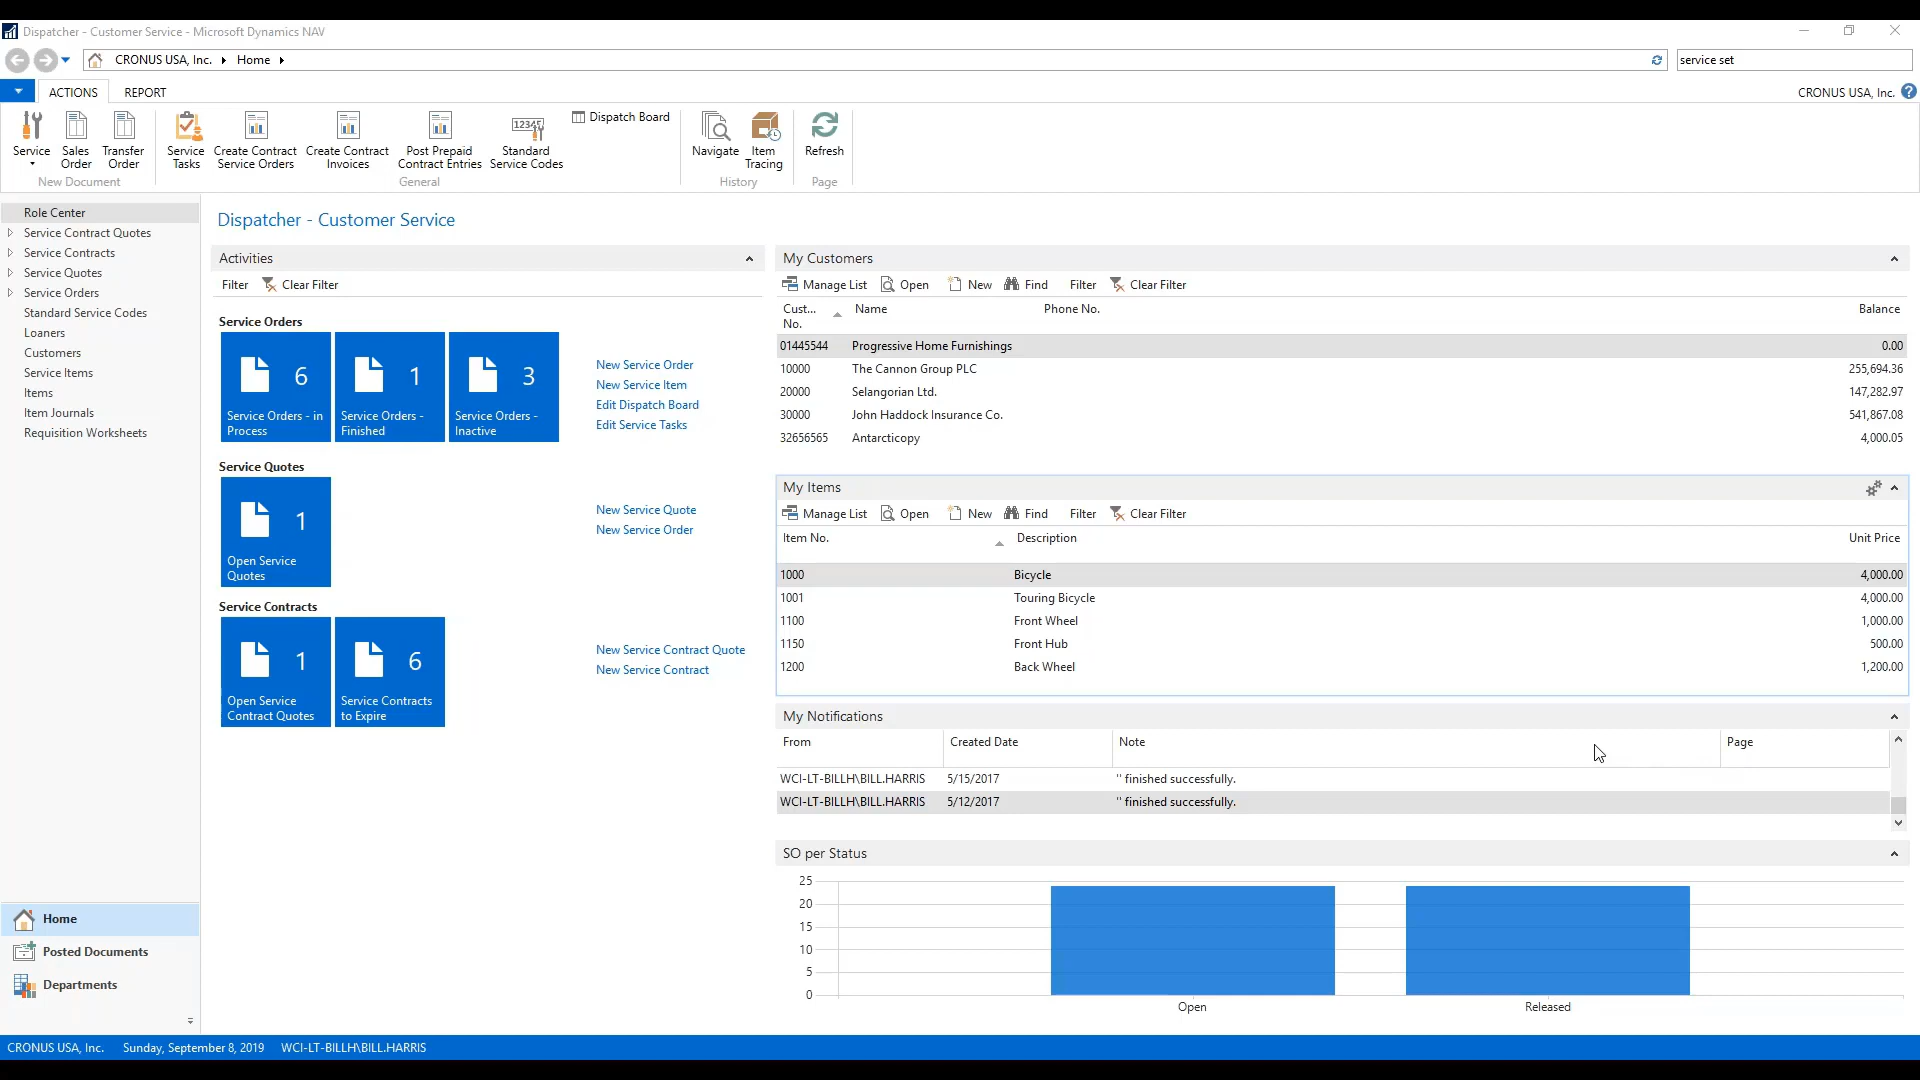 Dispatcher - Customer Service - Microsoft Dynamics NAV
CRONUS USA, Inc. Home
service set
ACTIONS REPORT
CRONUS USA, Inc.
Service
Sales Order
Transfer Order
New Document
Service Tasks
Create Contract Service Orders
Create Contract Invoices
Post Prepaid Contract Entries
12345
Standard Service Codes
Dispatch Board
General
Navigate
Item Tracing
History
Refresh
Page
Role Center
Service Contract Quotes
Service Contracts
Service Quotes
Service Orders
Standard Service Codes
Loaners
Customers
Service Items
Items
Item Journals
Requisition Worksheets
Home
Posted Documents
Departments
Dispatcher - Customer Service
Activities
Filter Clear Filter
Service Orders
6
Service Orders - in Process
1
Service Orders - Finished
3
Service Orders - Inactive
New Service Order
New Service Item
Edit Dispatch Board
Edit Service Tasks
Service Quotes
1
Open Service Quotes
New Service Quote
New Service Order
Service Contracts
1
Open Service Contract Quotes
6
Service Contracts to Expire
New Service Contract Quote
New Service Contract
My Customers
Manage List Open New Find Filter Clear Filter
Cust... No. Name Phone No. Balance
01445544 Progressive Home Furnishings 0.00
10000 The Cannon Group PLC 255,694.36
20000 Selangorian Ltd. 147,282.97
30000 John Haddock Insurance Co. 541,867.08
32656565 Antarcticopy 4,000.05
My Items
Manage List Open New Find Filter Clear Filter
Item No. Description Unit Price
1000 Bicycle 4,000.00
1001 Touring Bicycle 4,000.00
1100 Front Wheel 1,000.00
1150 Front Hub 500.00
1200 Back Wheel 1,200.00
My Notifications
From Created Date Note Page
WCI-LT-BILLH\BILL.HARRIS 5/15/2017 '' finished successfully.
WCI-LT-BILLH\BILL.HARRIS 5/12/2017 '' finished successfully.
SO per Status
25
20
15
10
5
0
Open Released
CRONUS USA, Inc. Sunday, September 8, 2019 WCI-LT-BILLH\BILL.HARRIS